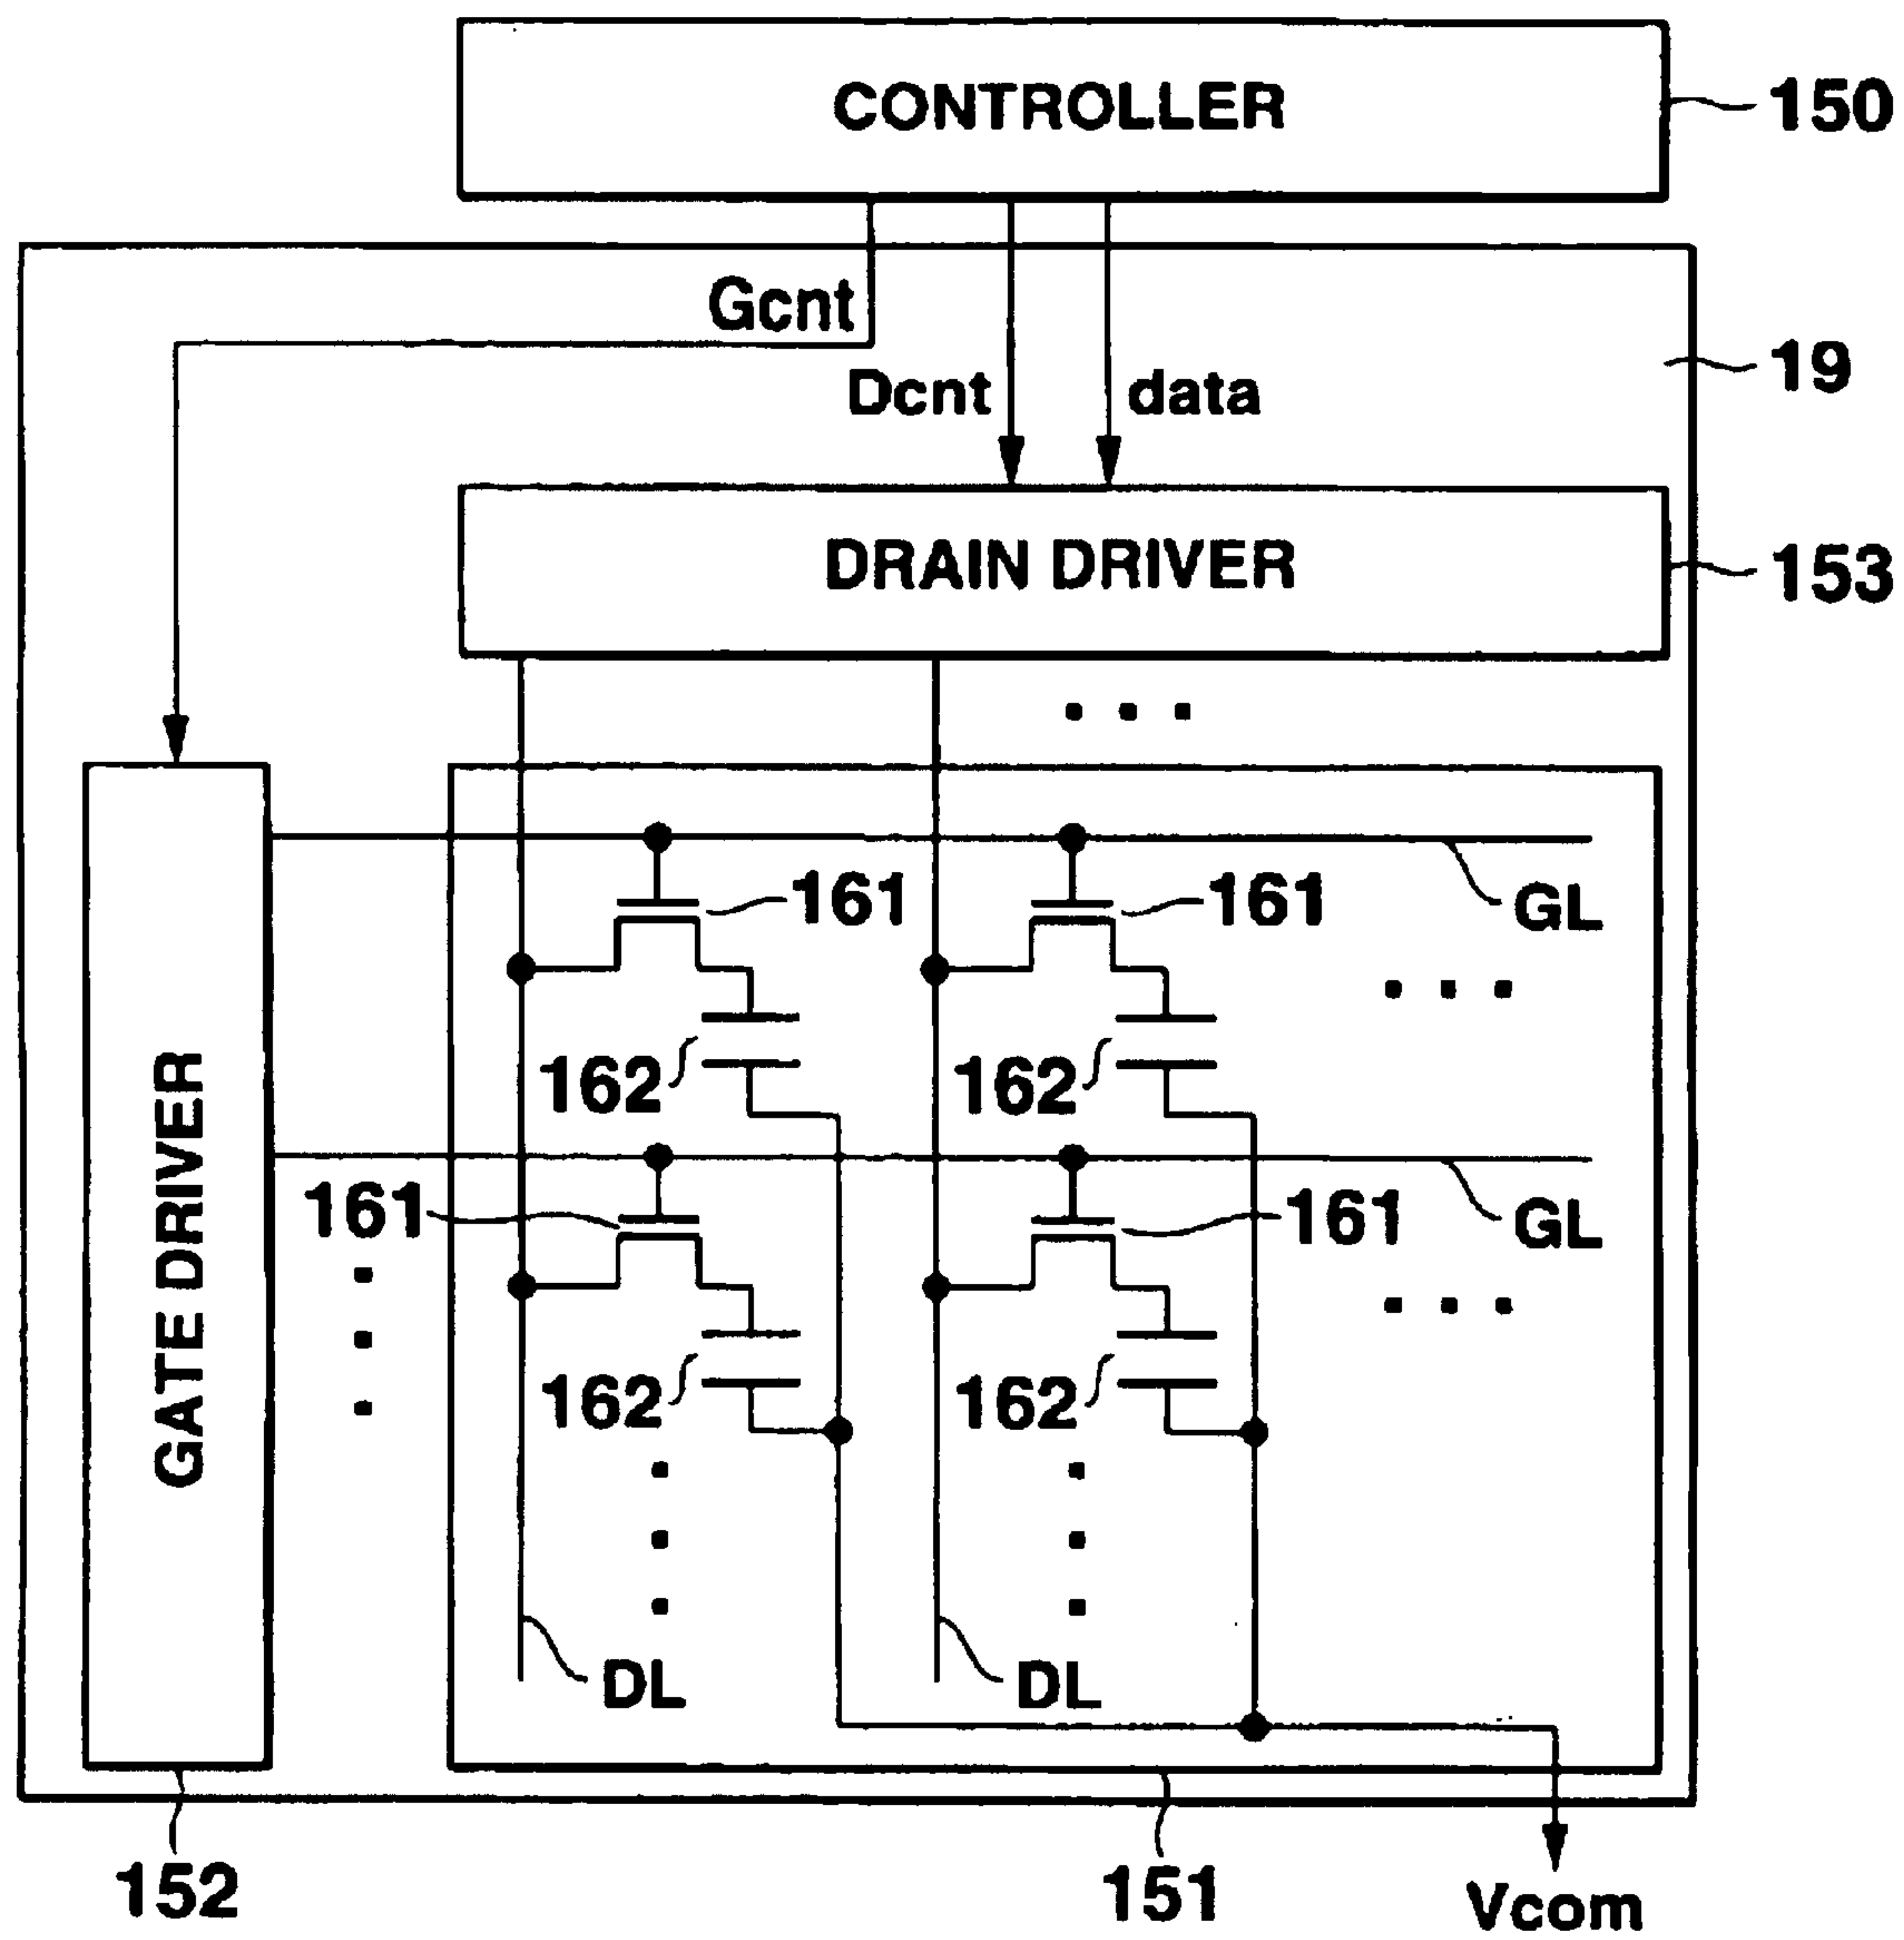 CONTROLLER
150
Gcnt
19
Dcnt
data
DRAIN DRIVER
153
161
161
GL
162
162
GATE DRIVER
161
161
GL
162
162
DL
DL
152
151
Vcom